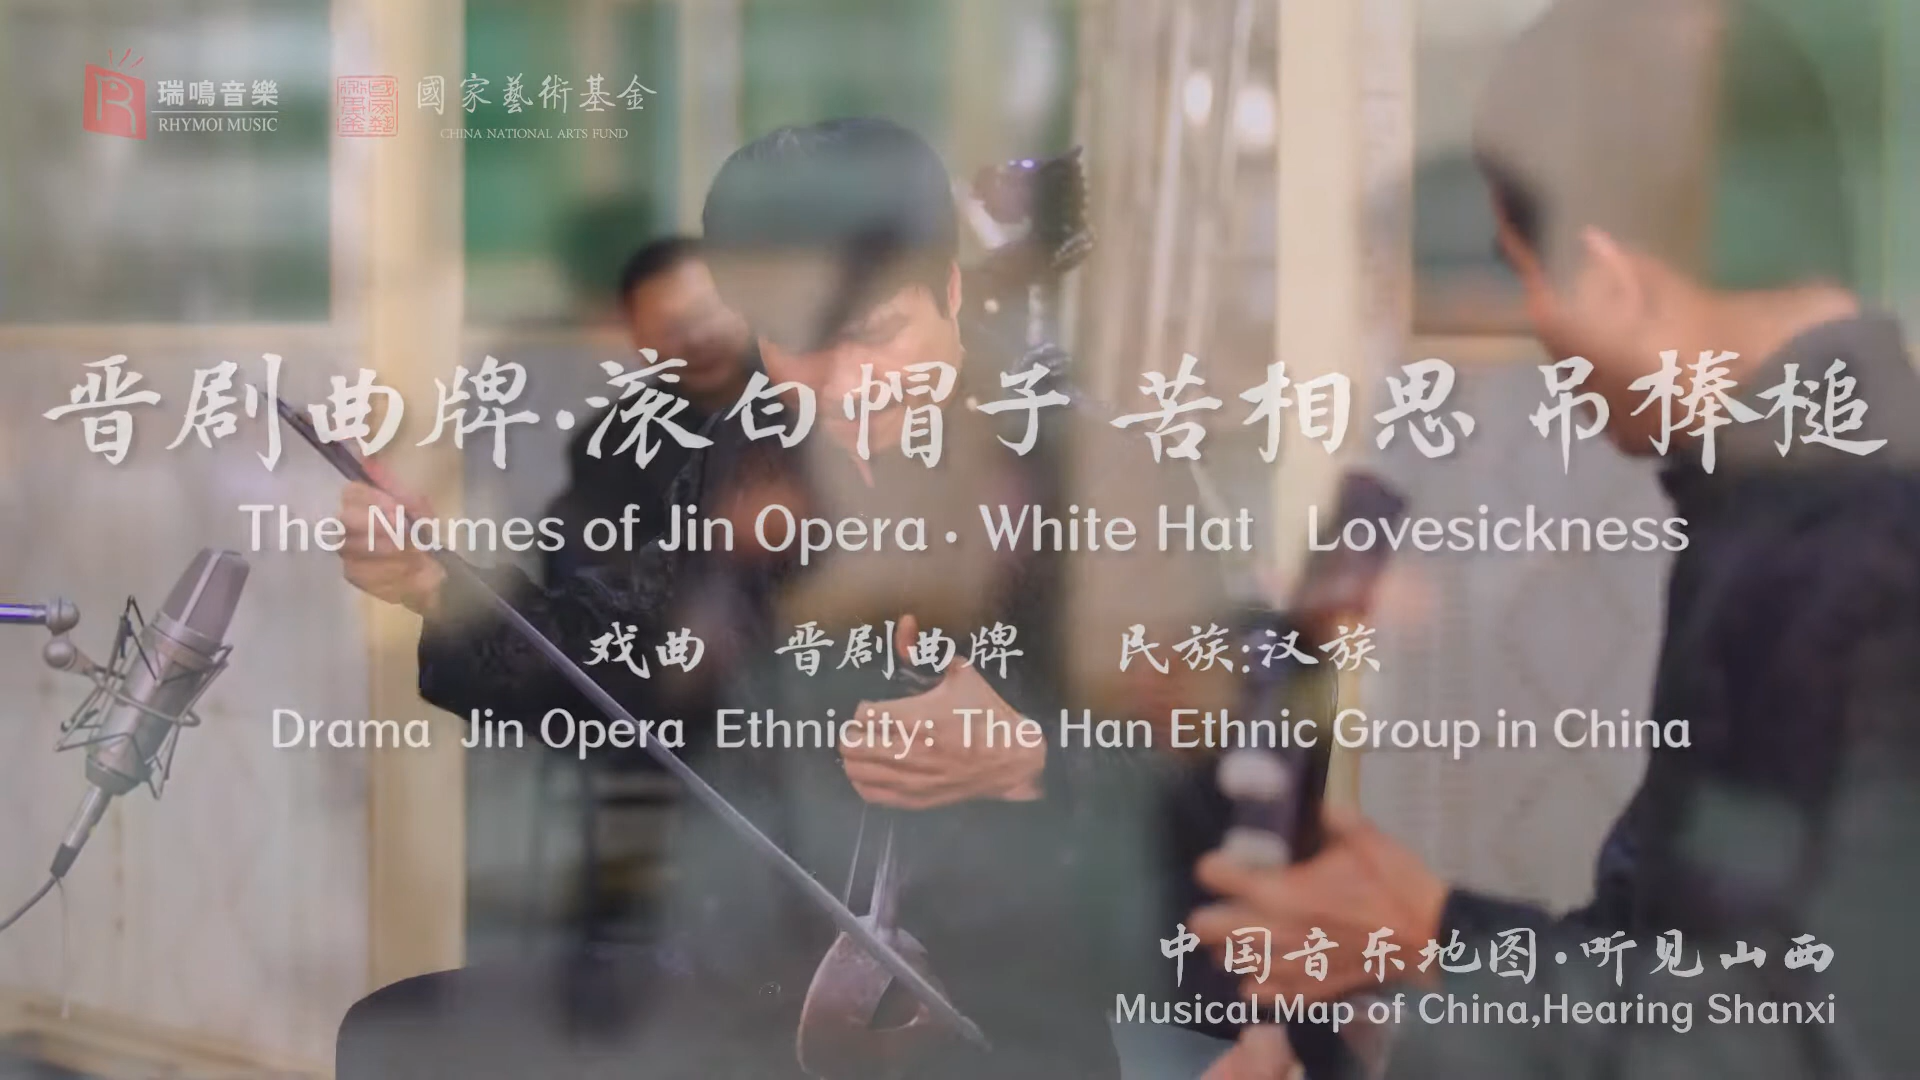 瑞鳴音樂
RHYMOI MUSIC
國家藝術基金
CHINA NATIONAL ARTS FUND
晋剧曲牌·滚白帽子 苦相思 吊棒槌
The Names of Jin Opera · White Hat Lovesickness
戏曲 晋剧曲牌 民族:汉族
Drama Jin Opera Ethnicity: The Han Ethnic Group in China
中国音乐地图·听见山西
Musical Map of China,Hearing Shanxi